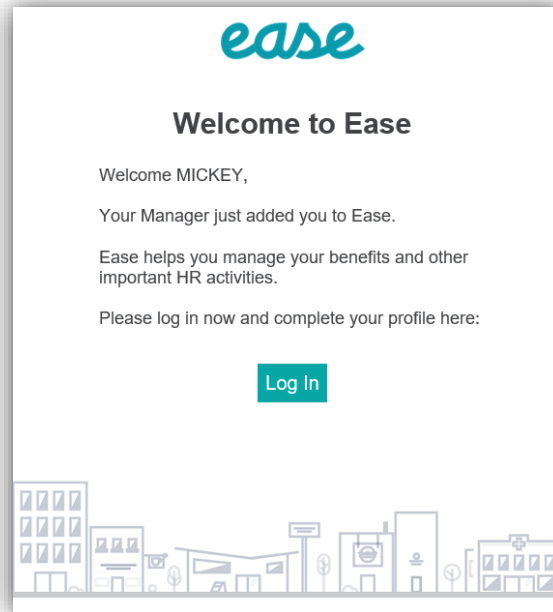 ease
Welcome to Ease
Welcome MICKEY,
Your Manager just added you to Ease.
Ease helps you manage your benefits and other
important HR activities.
Please log in now and complete your profile here:
Log In